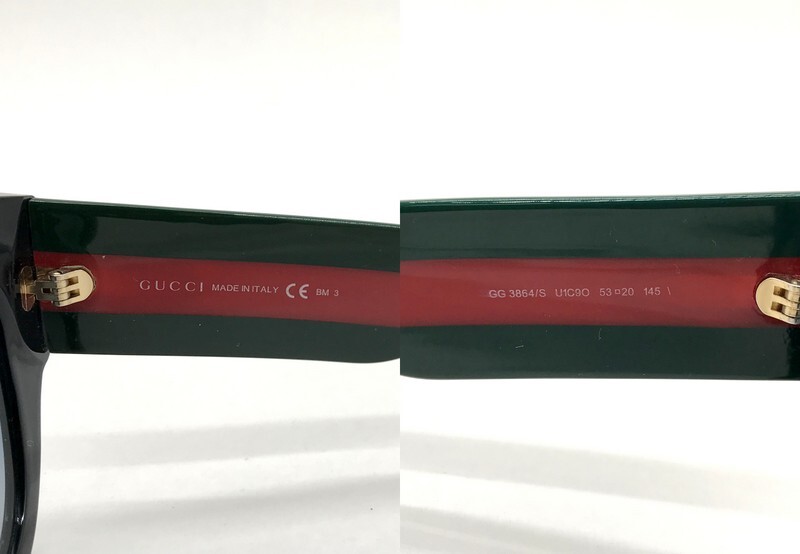 GUCCI MADE IN ITALY CE BM 3
GG 3864/S U1C9O 53□20 145 \